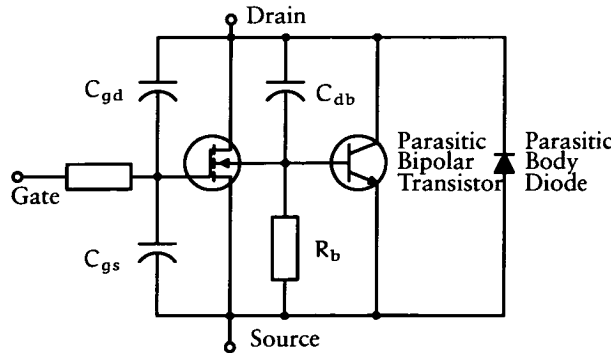 Drain
C_gd
C_db
Parasitic
Bipolar
Transistor
Parasitic
Body
Diode
Gate
C_gs
R_b
Source